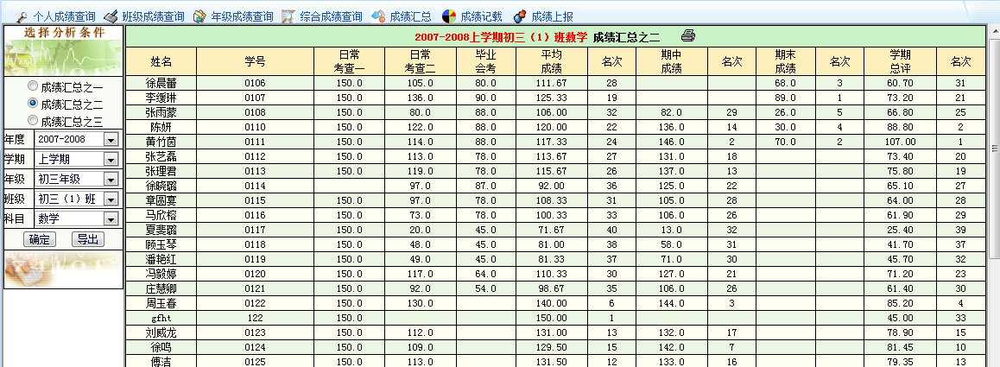 个人成绩查询 班级成绩查询 年级成绩查询 综合成绩查询 成绩汇总 成绩记载 成绩上报
选择分析条件
成绩汇总之一
成绩汇总之二
成绩汇总之三
年度 2007-2008
学期 上学期
年级 初三年级
班级 初三（1）班
科目 数学
确定 导出
2007-2008上学期初三（1）班数学 成绩汇总之二
姓名 学号 日常考查一 日常考查二 毕业会考 平均成绩 名次 期中成绩 名次 期末成绩 名次 学期总评 名次
徐晨蕾 0106 150.0 105.0 80.0 111.67 28 68.0 3 60.70 31
李缓琳 0107 150.0 136.0 90.0 125.33 19 89.0 1 73.20 21
张雨蒙 0108 150.0 80.0 88.0 106.00 32 82.0 29 26.0 5 66.80 25
陈妍 0110 150.0 122.0 88.0 120.00 22 136.0 14 30.0 4 88.80 2
黄竹茵 0111 150.0 114.0 88.0 117.33 24 146.0 2 70.0 2 107.00 1
张艺磊 0112 150.0 113.0 78.0 113.67 27 131.0 18 73.40 20
张理君 0113 150.0 119.0 78.0 115.67 26 137.0 13 75.80 19
徐晓璐 0114 97.0 87.0 92.00 36 125.0 22 65.10 27
章圆宴 0115 150.0 97.0 78.0 108.33 31 105.0 28 64.00 28
马欣榕 0116 150.0 73.0 78.0 100.33 33 106.0 26 61.90 29
夏斐璐 0117 150.0 20.0 45.0 71.67 40 13.0 32 25.40 39
顾玉琴 0118 150.0 48.0 45.0 81.00 38 58.0 31 41.70 37
潘艳红 0119 150.0 49.0 45.0 81.33 37 71.0 30 45.70 32
冯毅婷 0120 150.0 117.0 64.0 110.33 30 127.0 21 71.20 23
庄慧卿 0121 150.0 92.0 54.0 98.67 35 106.0 26 61.40 30
周玉春 0122 150.0 130.0 140.00 6 144.0 3 85.20 4
gfht 122 150.0 150.00 1 45.00 33
刘威龙 0123 150.0 112.0 131.00 13 132.0 17 78.90 15
徐鸣 0124 150.0 109.0 129.50 15 142.0 7 81.45 10
傅洁 0125 150.0 113.0 131.50 12 133.0 16 79.35 13